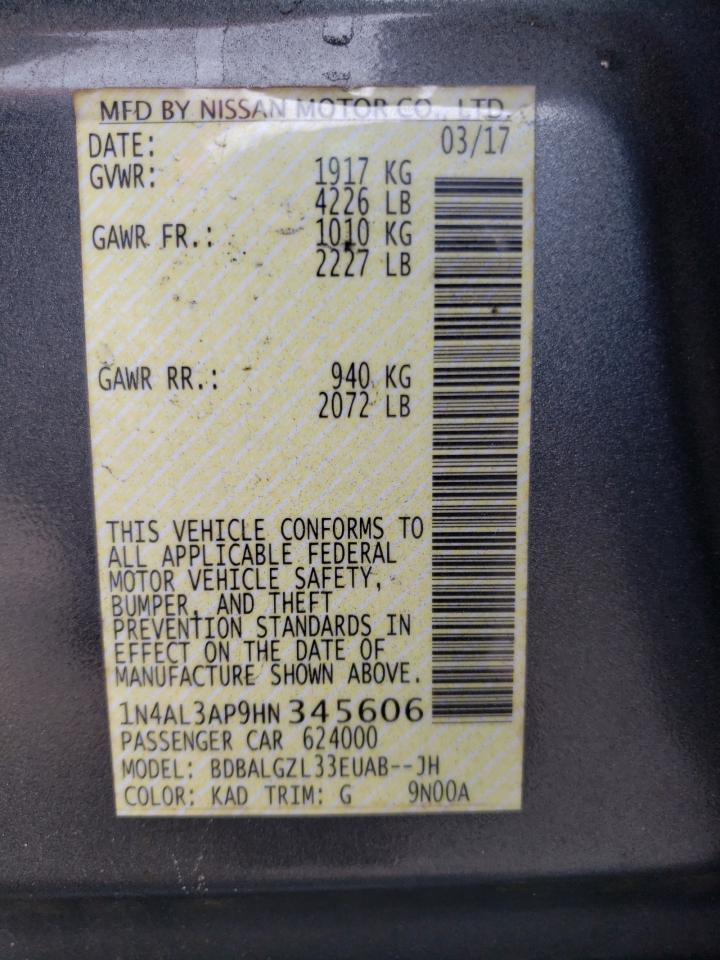 MFD BY NISSAN MOTOR CO., LTD.
DATE: 03/17
GVWR: 1917 KG
4226 LB
GAWR FR.: 1010 KG
2227 LB
GAWR RR.: 940 KG
2072 LB
THIS VEHICLE CONFORMS TO
ALL APPLICABLE FEDERAL
MOTOR VEHICLE SAFETY,
BUMPER, AND THEFT
PREVENTION STANDARDS IN
EFFECT ON THE DATE OF
MANUFACTURE SHOWN ABOVE.
1N4AL3AP9HN 345606
PASSENGER CAR 624000
MODEL: BDBALGZL33EUAB--JH
COLOR: KAD TRIM: G 9N00A